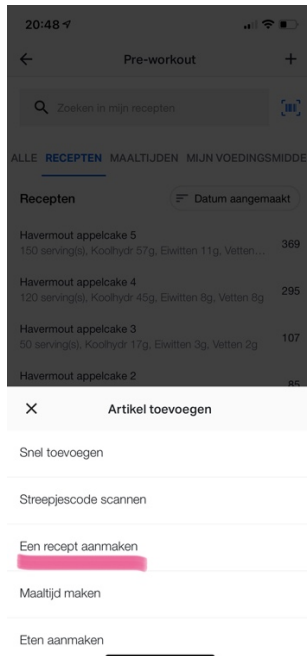 20:48
Pre-workout
Zoeken in mijn recepten
ALLE RECEPTEN MAALTIJDEN MIJN VOEDINGSMIDDE
Recepten Datum aangemaakt
Havermout appelcake 5
150 serving(s), Koolhydr 57g, Eiwitten 11g, Vetten... 369
Havermout appelcake 4
120 serving(s), Koolhydr 45g, Eiwitten 8g, Vetten 8g 295
Havermout appelcake 3
50 serving(s), Koolhydr 17g, Eiwitten 3g, Vetten 2g 107
Havermout appelcake 2
85
Artikel toevoegen
Snel toevoegen
Streepjescode scannen
Een recept aanmaken
Maaltijd maken
Eten aanmaken